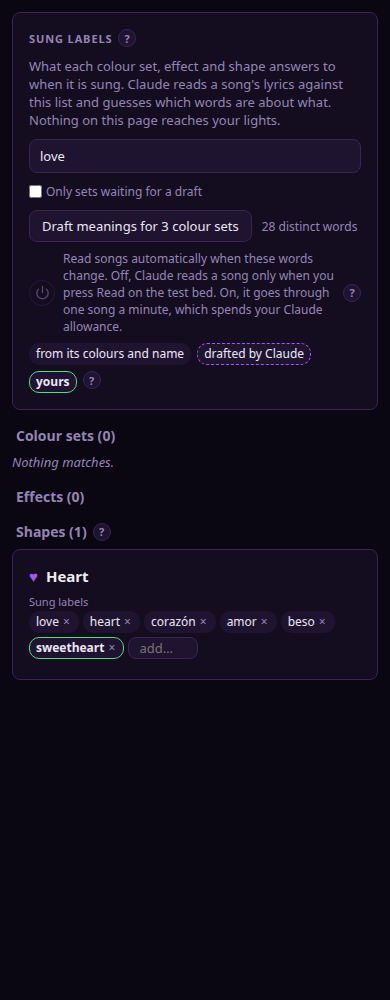 SUNG LABELS ?
What each colour set, effect and shape answers to
when it is sung. Claude reads a song's lyrics against
this list and guesses which words are about what.
Nothing on this page reaches your lights.
love
Only sets waiting for a draft
Draft meanings for 3 colour sets 28 distinct words
Read songs automatically when these words
change. Off, Claude reads a song only when you
press Read on the test bed. On, it goes through
one song a minute, which spends your Claude
allowance.
?
from its colours and name drafted by Claude
yours ?
Colour sets (0)
Nothing matches.
Effects (0)
Shapes (1) ?
♥ Heart
Sung labels
love × heart × corazón × amor × beso ×
sweetheart × add...